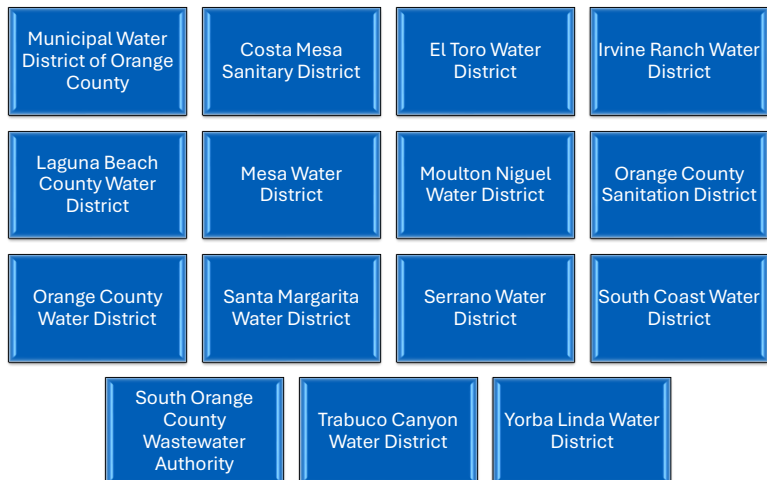 Municipal Water
District of Orange
County
Costa Mesa
Sanitary District
El Toro Water
District
Irvine Ranch Water
District
Laguna Beach
County Water
District
Mesa Water
District
Moulton Niguel
Water District
Orange County
Sanitation District
Orange County
Water District
Santa Margarita
Water District
Serrano Water
District
South Coast Water
District
South Orange
County
Wastewater
Authority
Trabuco Canyon
Water District
Yorba Linda Water
District